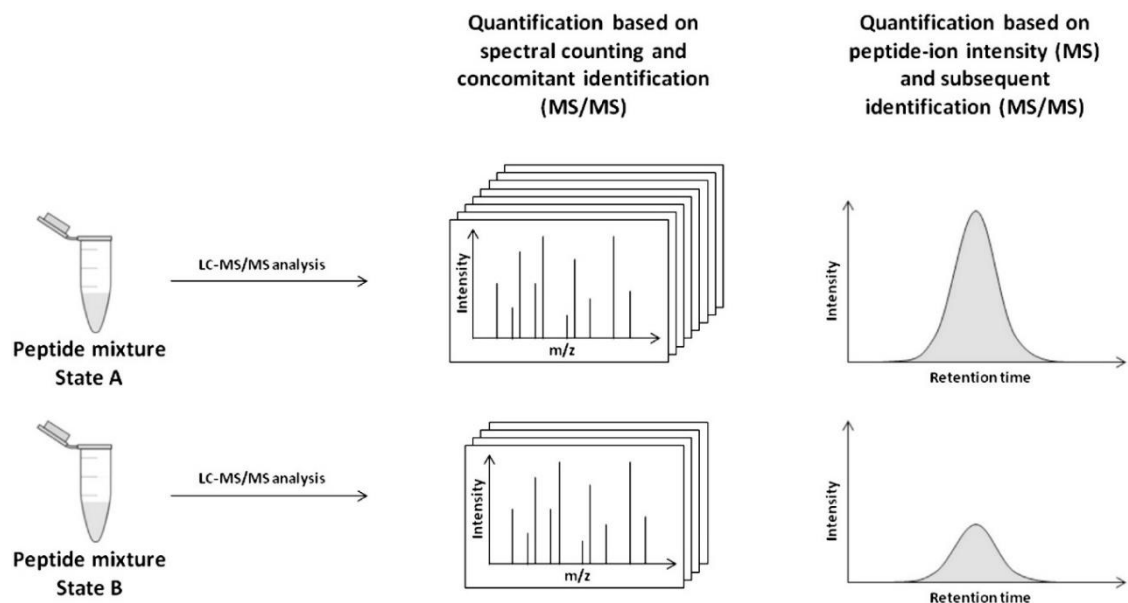 Quantification based on
spectral counting and
concomitant identification
(MS/MS)
Quantification based on
peptide-ion intensity (MS)
and subsequent
identification (MS/MS)
LC-MS/MS analysis
Peptide mixture
State A
Intensity
m/z
Intensity
Retention time
LC-MS/MS analysis
Peptide mixture
State B
Intensity
m/z
Intensity
Retention time